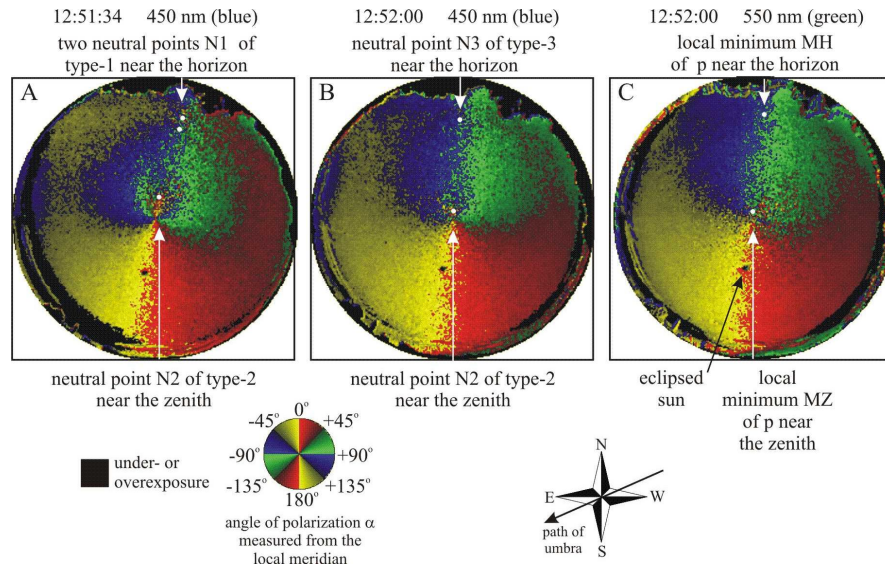 12:51:34 450 nm (blue)
two neutral points N1 of
type-1 near the horizon
12:52:00 450 nm (blue)
neutral point N3 of type-3
near the horizon
12:52:00 550 nm (green)
local minimum MH
of p near the horizon
A
B
C
neutral point N2 of type-2
near the zenith
neutral point N2 of type-2
near the zenith
eclipsed
sun
local
minimum MZ
of p near
the zenith
under- or
overexposure
0°
-45° +45°
-90° +90°
-135° +135°
180°
angle of polarization α
measured from the
local meridian
N
E W
S
path of
umbra